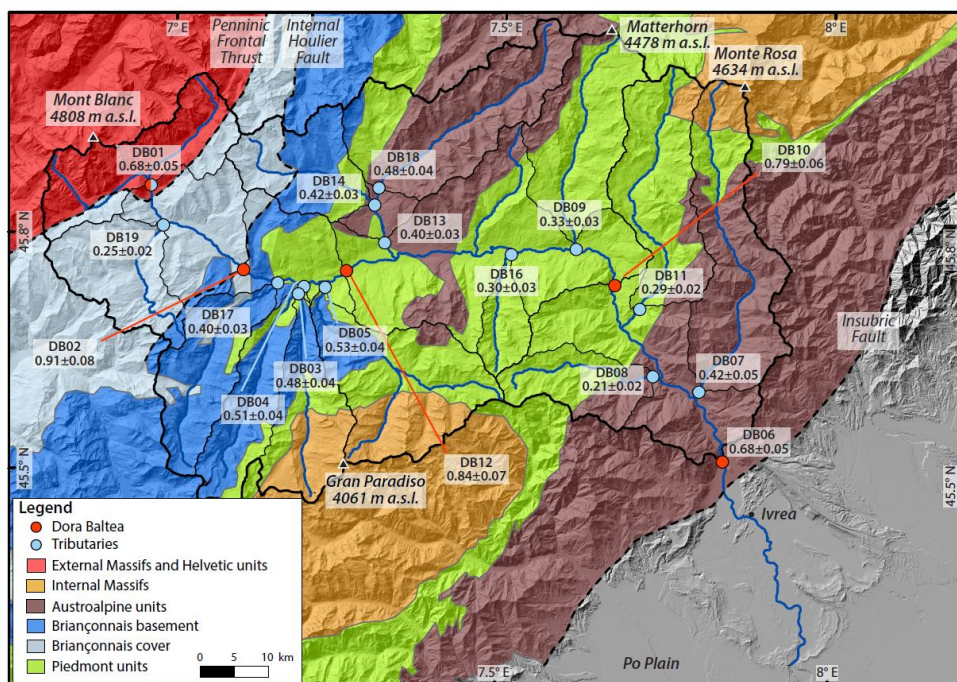 7° E
Penninic
Frontal
Thrust
Internal
Houlier
Fault
7.5° E
Matterhorn
4478 m a.s.l.
8° E
Monte Rosa
4634 m a.s.l.
Mont Blanc
4808 m a.s.l.
DB01
0.68±0.05
DB18
0.48±0.04
DB10
0.79±0.06
DB14
0.42±0.03
DB09
0.33±0.03
DB13
0.40±0.03
45.8° N
DB19
0.25±0.02
45.8° N
DB16
0.30±0.03
DB11
0.29±0.02
DB17
0.40±0.03
DB05
0.53±0.04
Insubric
Fault
DB02
0.91±0.08
DB03
0.48±0.04
DB08
0.21±0.02
DB07
0.42±0.05
DB04
0.51±0.04
DB06
0.68±0.05
45.5° N
DB12
0.84±0.07
45.5° N
Gran Paradiso
4061 m a.s.l.
Legend
Dora Baltea
Tributaries
External Massifs and Helvetic units
Internal Massifs
Austroalpine units
Briançonnais basement
Briançonnais cover
Piedmont units
0 5 10 km
Ivrea
Po Plain
7.5° E
8° E